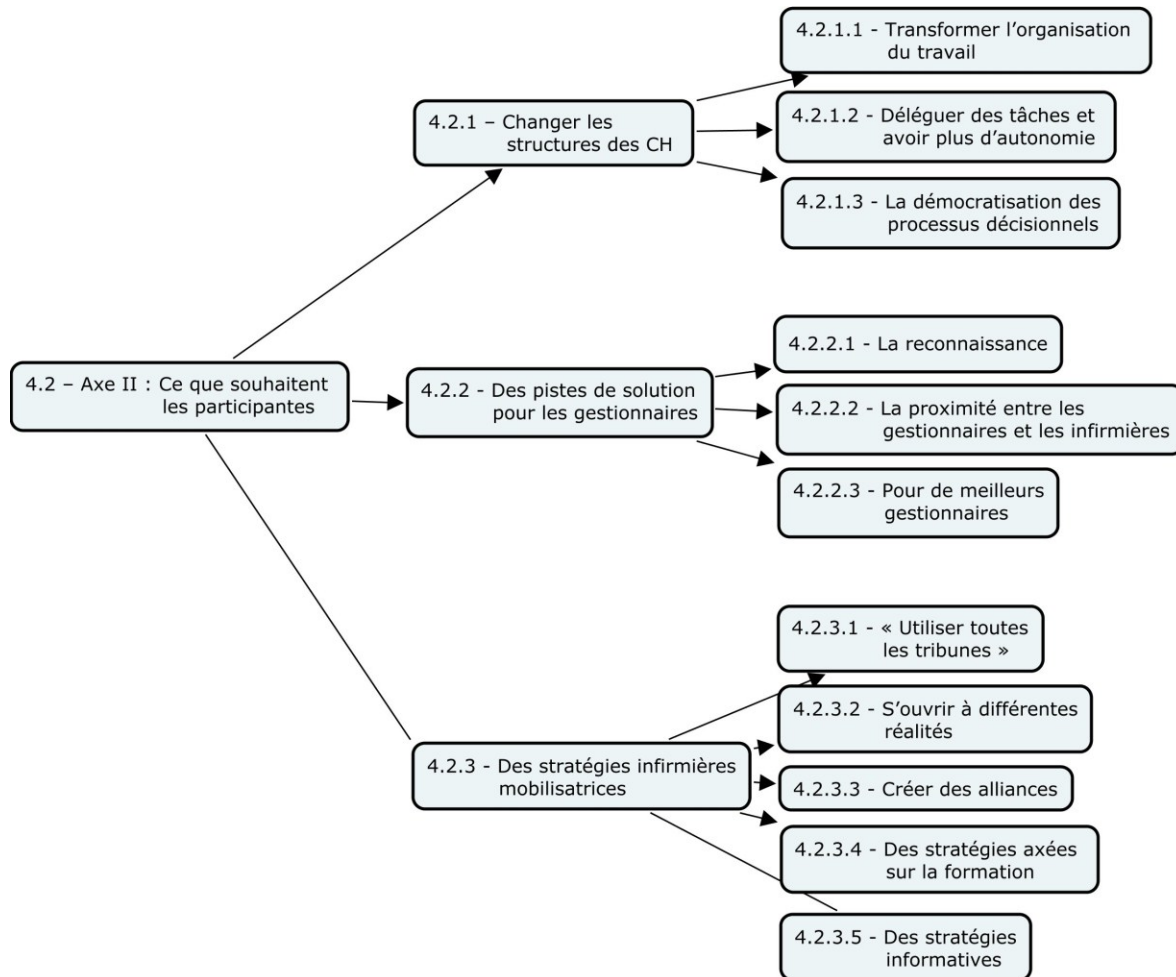 4.2 – Axe II : Ce que souhaitent
les participantes
4.2.1 – Changer les
structures des CH
4.2.1.1 - Transformer l’organisation
du travail
4.2.1.2 - Déléguer des tâches et
avoir plus d’autonomie
4.2.1.3 - La démocratisation des
processus décisionnels
4.2.2 - Des pistes de solution
pour les gestionnaires
4.2.2.1 - La reconnaissance
4.2.2.2 - La proximité entre les
gestionnaires et les infirmières
4.2.2.3 - Pour de meilleurs
gestionnaires
4.2.3 - Des stratégies infirmières
mobilisatrices
4.2.3.1 - « Utiliser toutes
les tribunes »
4.2.3.2 - S’ouvrir à différentes
réalités
4.2.3.3 - Créer des alliances
4.2.3.4 - Des stratégies axées
sur la formation
4.2.3.5 - Des stratégies
informatives